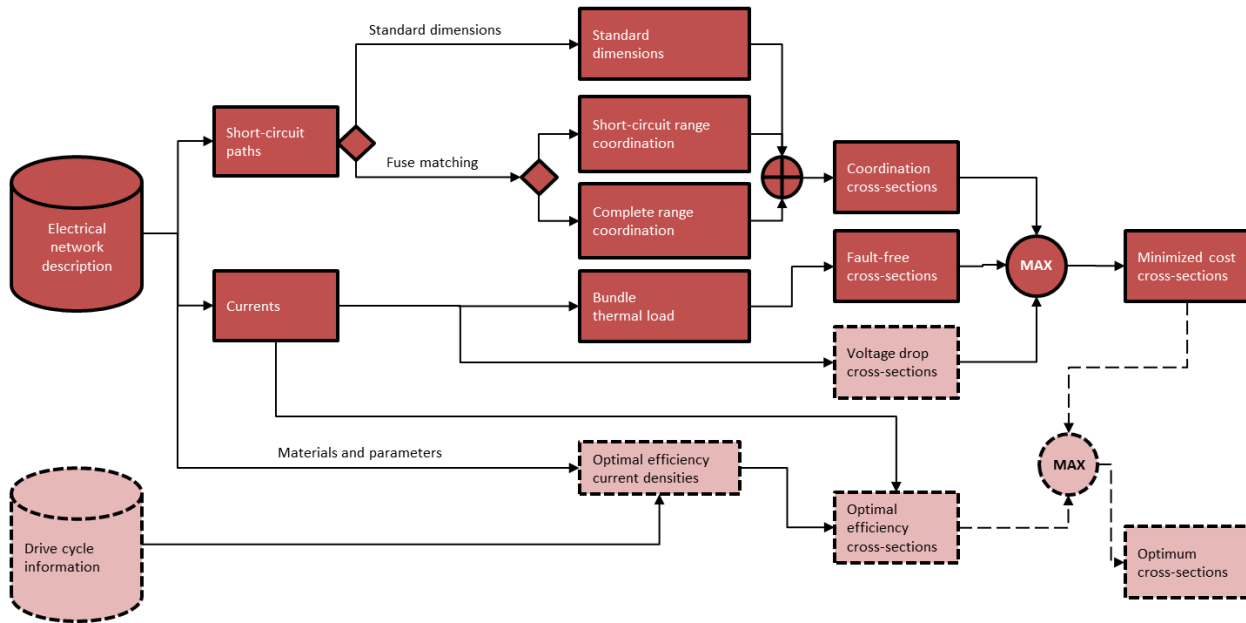 Standard dimensions
Standard
dimensions
Short-circuit
paths
Fuse matching
Short-circuit range
coordination
Complete range
coordination
Coordination
cross-sections
Electrical
network
description
Currents
Bundle
thermal load
Fault-free
cross-sections
MAX
Minimized cost
cross-sections
Voltage drop
cross-sections
Materials and parameters
Optimal efficiency
current densities
MAX
Drive cycle
information
Optimal
efficiency
cross-sections
Optimum
cross-sections